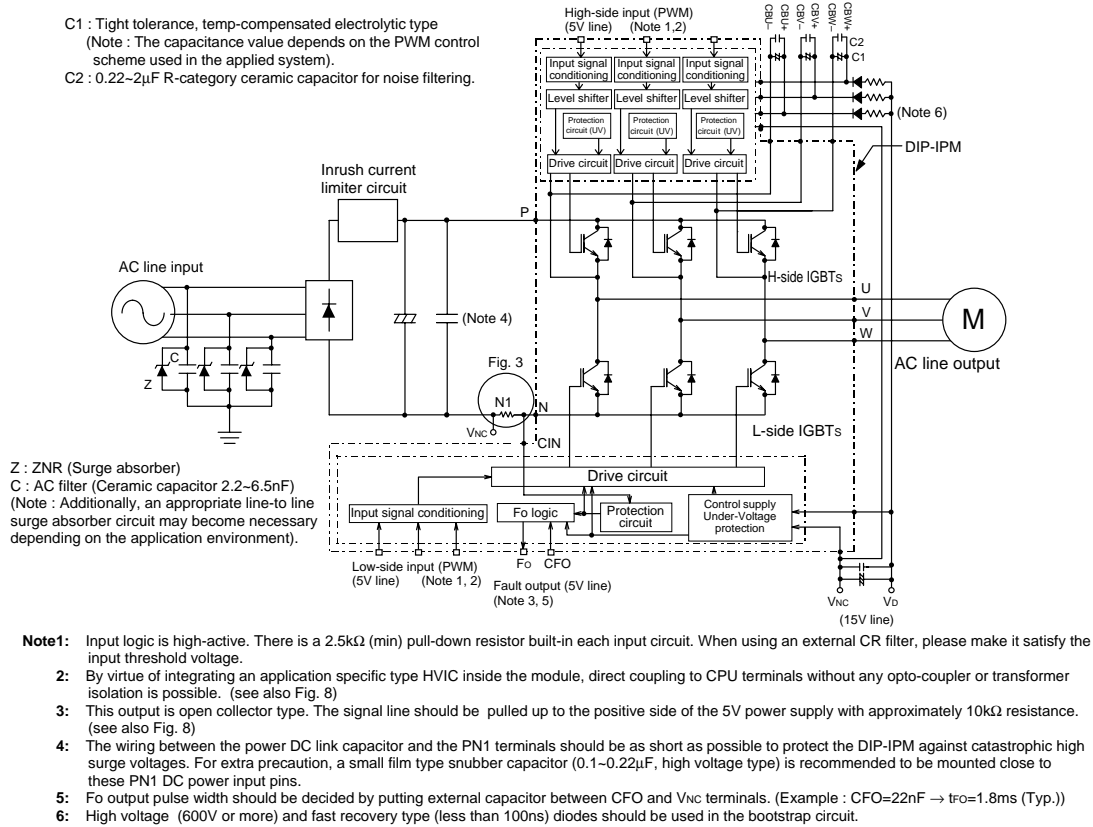 C1 : Tight tolerance, temp-compensated electrolytic type
(Note : The capacitance value depends on the PWM control
scheme used in the applied system).
C2 : 0.22~2μF R-category ceramic capacitor for noise filtering.
High-side input (PWM)
(5V line) (Note 1,2)
CBU–
CBU+
CBV–
CBV+
CBW–
CBW+
C2
C1
Input signal conditioning
Input signal conditioning
Input signal conditioning
Level shifter
Level shifter
Level shifter
Protection circuit (UV)
Protection circuit (UV)
Protection circuit (UV)
Drive circuit
Drive circuit
Drive circuit
(Note 6)
DIP-IPM
Inrush current
limiter circuit
P
AC line input
H-side IGBTs
U
V
W
M
AC line output
(Note 4)
C
Z
Fig. 3
N1
N
VNC
CIN
L-side IGBTs
Z : ZNR (Surge absorber)
C : AC filter (Ceramic capacitor 2.2~6.5nF)
(Note : Additionally, an appropriate line-to line
surge absorber circuit may become necessary
depending on the application environment).
Drive circuit
Input signal conditioning
Fo logic
Protection
circuit
Control supply
Under-Voltage
protection
Low-side input (PWM)
(5V line) (Note 1, 2)
FO CFO
Fault output (5V line)
(Note 3, 5)
VNC VD
(15V line)
Note1: Input logic is high-active. There is a 2.5kΩ (min) pull-down resistor built-in each input circuit. When using an external CR filter, please make it satisfy the
input threshold voltage.
2: By virtue of integrating an application specific type HVIC inside the module, direct coupling to CPU terminals without any opto-coupler or transformer
isolation is possible. (see also Fig. 8)
3: This output is open collector type. The signal line should be pulled up to the positive side of the 5V power supply with approximately 10kΩ resistance.
(see also Fig. 8)
4: The wiring between the power DC link capacitor and the PN1 terminals should be as short as possible to protect the DIP-IPM against catastrophic high
surge voltages. For extra precaution, a small film type snubber capacitor (0.1~0.22μF, high voltage type) is recommended to be mounted close to
these PN1 DC power input pins.
5: Fo output pulse width should be decided by putting external capacitor between CFO and VNC terminals. (Example : CFO=22nF → tFO=1.8ms (Typ.))
6: High voltage (600V or more) and fast recovery type (less than 100ns) diodes should be used in the bootstrap circuit.